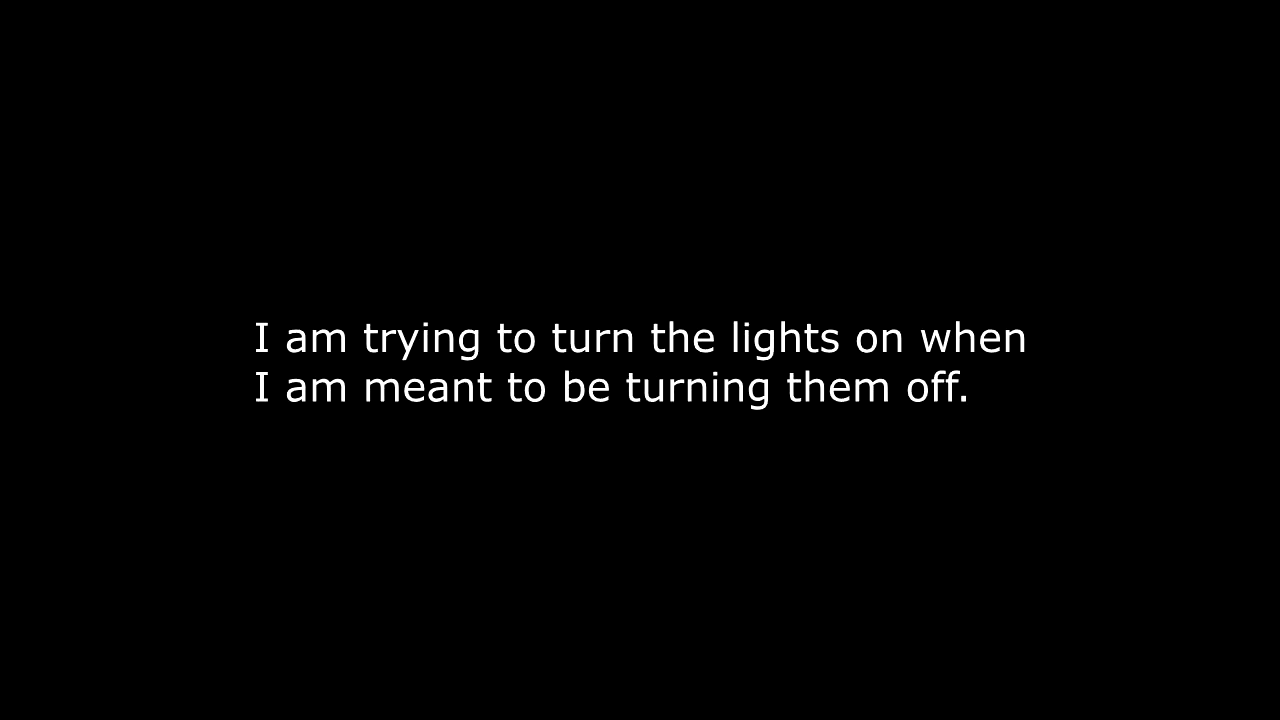 I am trying to turn the lights on when
I am meant to be turning them off.